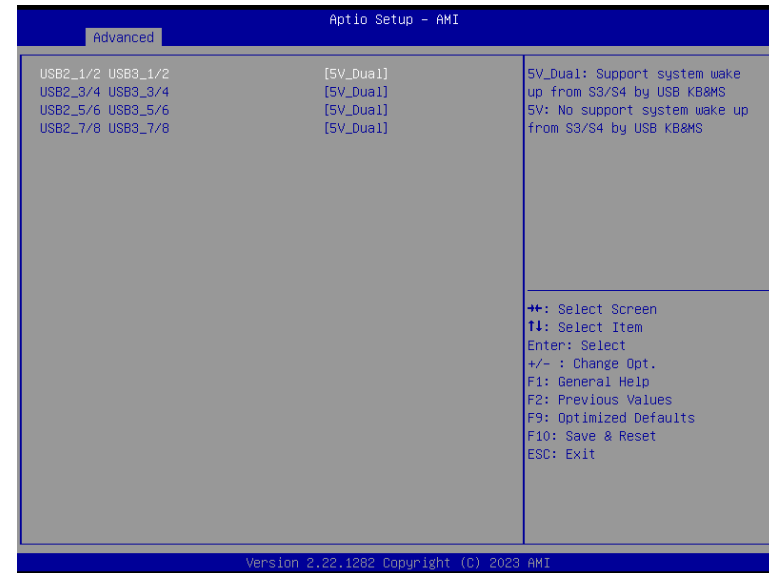 Aptio Setup – AMI
Advanced
USB2_1/2 USB3_1/2 [5V_Dual]
USB2_3/4 USB3_3/4 [5V_Dual]
USB2_5/6 USB3_5/6 [5V_Dual]
USB2_7/8 USB3_7/8 [5V_Dual]
5V_Dual: Support system wake
up from S3/S4 by USB KB&MS
5V: No support system wake up
from S3/S4 by USB KB&MS
→←: Select Screen
↑↓: Select Item
Enter: Select
+/- : Change Opt.
F1: General Help
F2: Previous Values
F9: Optimized Defaults
F10: Save & Reset
ESC: Exit
Version 2.22.1282 Copyright (C) 2023 AMI